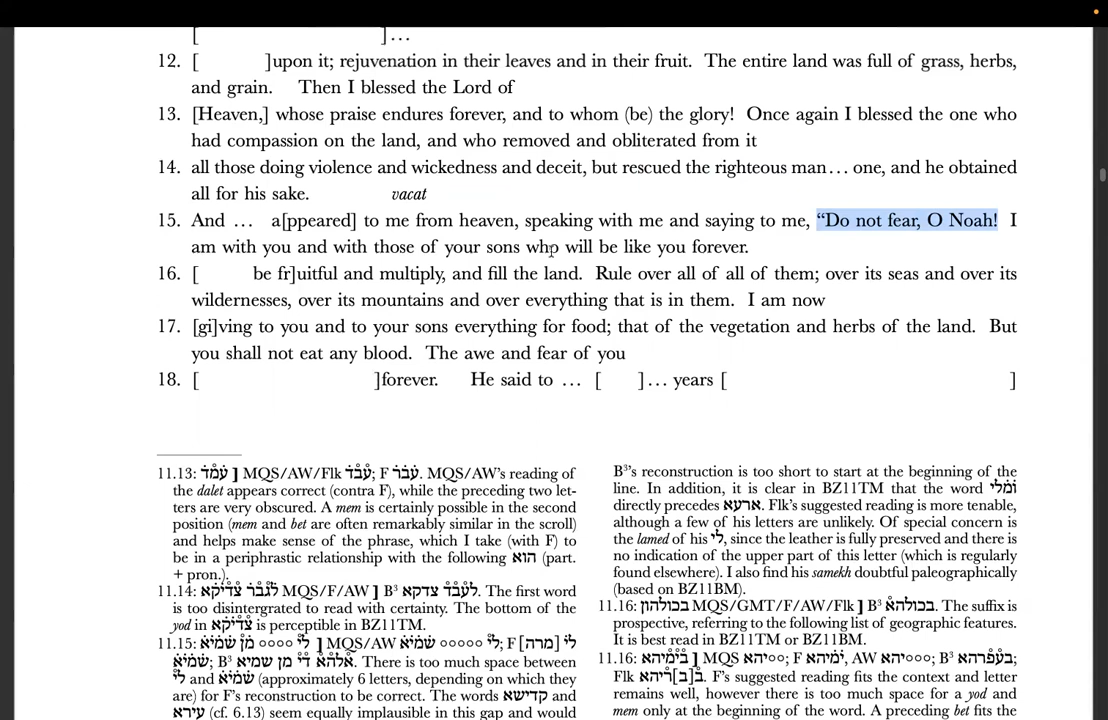 [ ]…
12. [ ]upon it; rejuvenation in their leaves and in their fruit. The entire land was full of grass, herbs,
and grain. Then I blessed the Lord of
13. [Heaven,] whose praise endures forever, and to whom (be) the glory! Once again I blessed the one who
had compassion on the land, and who removed and obliterated from it
14. all those doing violence and wickedness and deceit, but rescued the righteous man… one, and he obtained
all for his sake. vacat
15. And … a[ppeared] to me from heaven, speaking with me and saying to me, “Do not fear, O Noah! I
am with you and with those of your sons who will be like you forever.
16. [ be fr]uitful and multiply, and fill the land. Rule over all of all of them; over its seas and over its
wildernesses, over its mountains and over everything that is in them. I am now
17. [gi]ving to you and to your sons everything for food; that of the vegetation and herbs of the land. But
you shall not eat any blood. The awe and fear of you
18. [ ]forever. He said to … [ ]… years [ ]
11.13: ] MQS/AW/Flk עבד; F עבר. MQS/AW’s reading of
the dalet appears correct (contra F), while the preceding two let-
ters are very obscured. A mem is certainly possible in the second
position (mem and bet are often remarkably similar in the scroll)
and helps make sense of the phrase, which I take (with F) to
be in a periphrastic relationship with the following הוא (part.
+ pron.).
11.14: לגבר צדיקא MQS/F/AW ] B³ לעבד צדקא. The first word
is too disintergrated to read with certainty. The bottom of the
yod in צדיקא is perceptible in BZ11TM.
11.15: לי ○○○○ מן שמיא ] MQS/AW לי ○○○○○ שמיא; F לי [מרה]
שמיא; B³ אלהא די מן שמיא. There is too much space between
לי and שמיא (approximately 6 letters, depending on which they
are) for F’s reconstruction to be correct. The words קדישא and
עירא (cf. 6.13) seem equally implausible in this gap and would
B³’s reconstruction is too short to start at the beginning of the
line. In addition, it is clear in BZ11TM that the word
directly precedes ארעא. Flk’s suggested reading is more tenable,
although a few of his letters are unlikely. Of special concern is
the lamed of his לי, since the leather is fully preserved and there is
no indication of the upper part of this letter (which is regularly
found elsewhere). I also find his samekh doubtful paleographically
(based on BZ11BM).
11.16: בכולהון MQS/GMT/F/AW/Flk ] B³ בכולהא. The suffix is
prospective, referring to the following list of geographic features.
It is best read in BZ11TM or BZ11BM.
11.16: בימיהא ] MQS ○○יהא; F ימיהא, AW ○○○יהא; B³ בעפרהא;
Flk. F’s suggested reading fits the context and letter
remains well, however there is too much space for a yod and
mem only at the beginning of the word. A preceding bet fits the